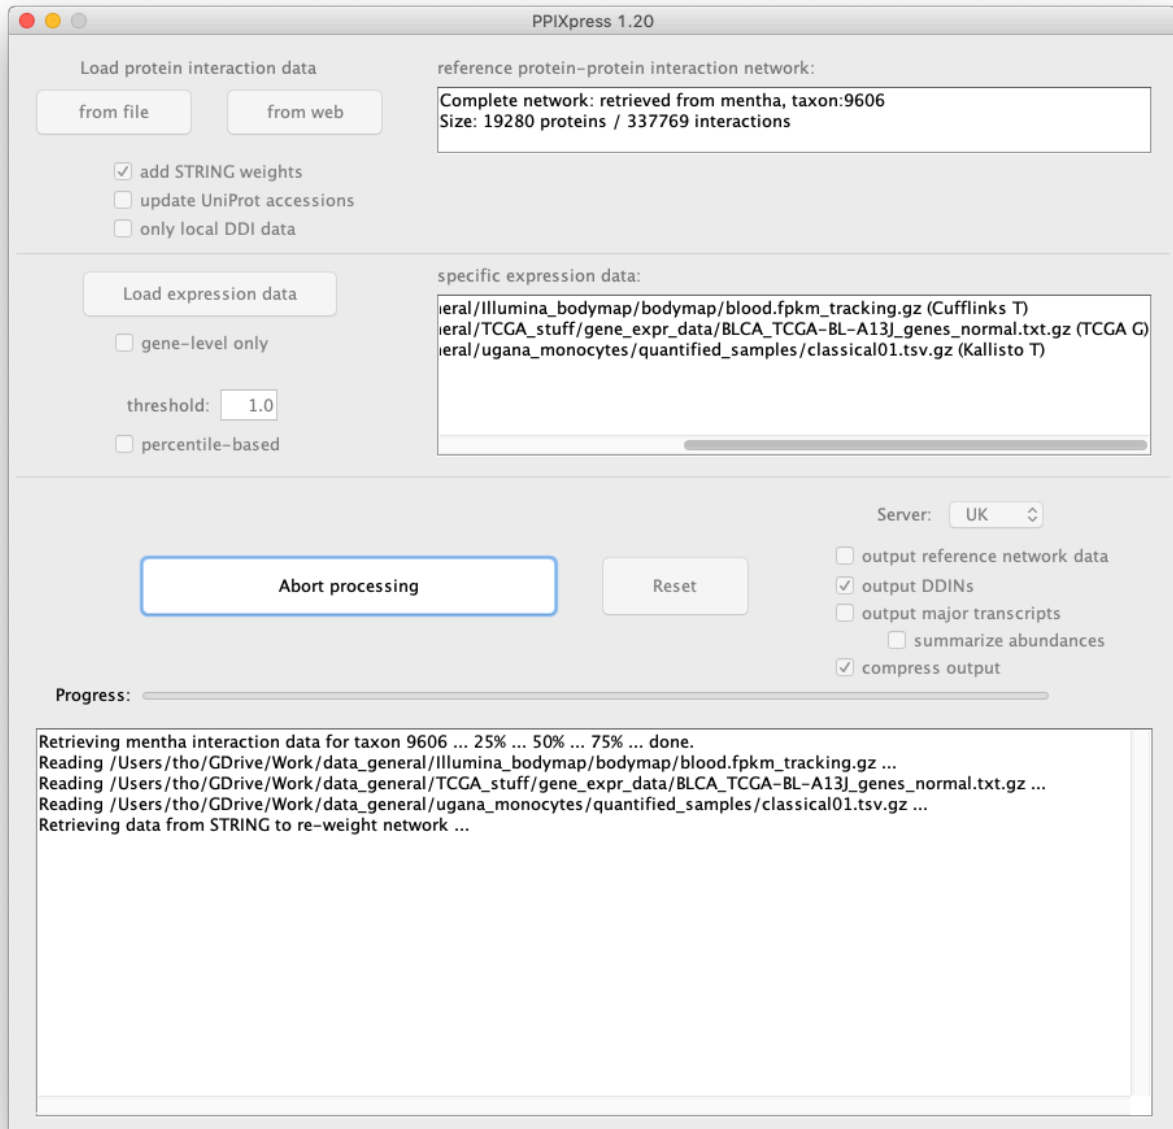 PPIXpress 1.20
Load protein interaction data
reference protein-protein interaction network:
from file
from web
Complete network: retrieved from mentha, taxon:9606
Size: 19280 proteins / 337769 interactions
add STRING weights
update UniProt accessions
only local DDI data
Load expression data
specific expression data:
neral/Illumina_bodymap/bodymap/blood.fpkm_tracking.gz (Cufflinks T)
neral/TCGA_stuff/gene_expr_data/BLCA_TCGA-BL-A13J_genes_normal.txt.gz (TCGA G)
neral/ugana_monocytes/quantified_samples/classical01.tsv.gz (Kallisto T)
gene-level only
threshold: 1.0
percentile-based
Server: UK
Abort processing
Reset
output reference network data
output DDINs
output major transcripts
summarize abundances
compress output
Progress:
Retrieving mentha interaction data for taxon 9606 ... 25% ... 50% ... 75% ... done.
Reading /Users/tho/GDrive/Work/data_general/Illumina_bodymap/bodymap/blood.fpkm_tracking.gz ...
Reading /Users/tho/GDrive/Work/data_general/TCGA_stuff/gene_expr_data/BLCA_TCGA-BL-A13J_genes_normal.txt.gz ...
Reading /Users/tho/GDrive/Work/data_general/ugana_monocytes/quantified_samples/classical01.tsv.gz ...
Retrieving data from STRING to re-weight network ...